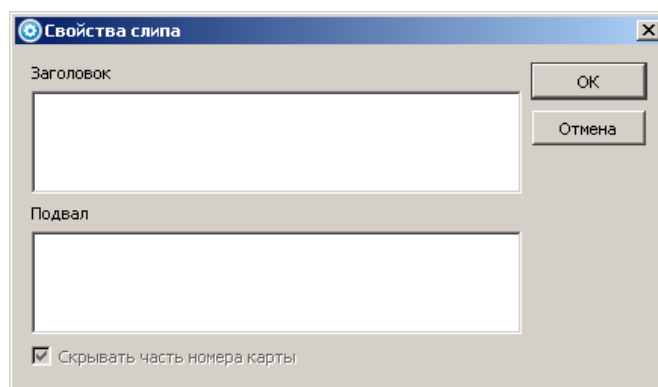 Свойства слипа
Заголовок
ОК
Отмена
Подвал
Скрывать часть номера карты